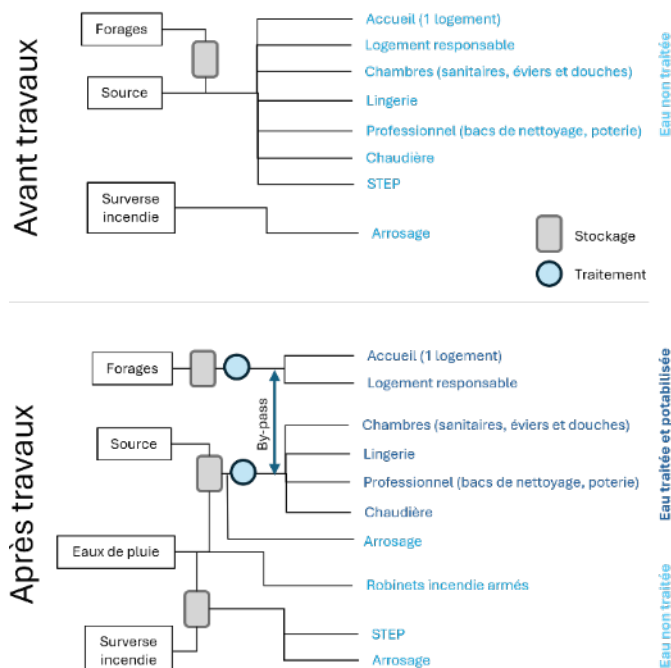 Avant travaux
Forages
Source
Surverse
incendie
Accueil (1 logement)
Logement responsable
Chambres (sanitaires, éviers et douches)
Lingerie
Professionnel (bacs de nettoyage, poterie)
Chaudière
STEP
Arrosage
Eau non traitée
Stockage
Traitement
Après travaux
Forages
Source
Eaux de pluie
Surverse
incendie
By-pass
Accueil (1 logement)
Logement responsable
Chambres (sanitaires, éviers et douches)
Lingerie
Professionnel (bacs de nettoyage, poterie)
Chaudière
Arrosage
Robinets incendie armés
STEP
Arrosage
Eau traitée et potabilisée
Eau non traitée